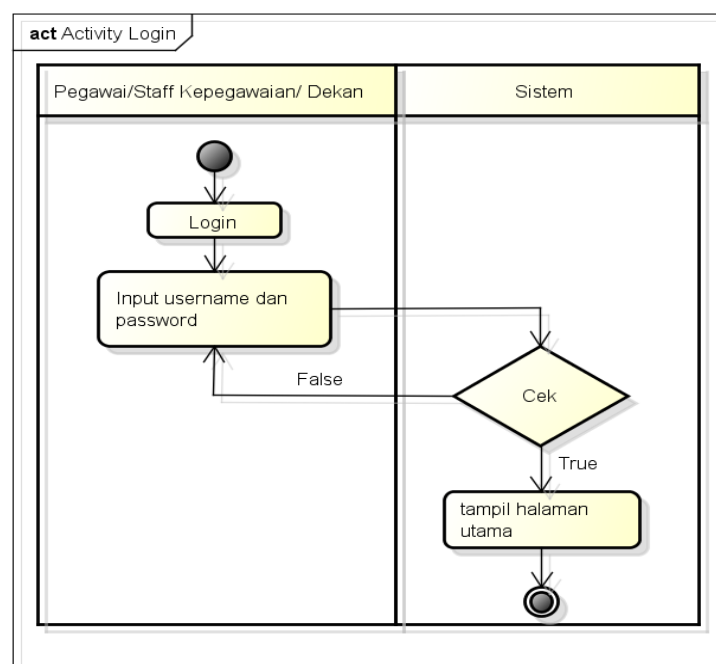 act Activity Login
Pegawai/Staff Kepegawaian/ Dekan
Sistem
Login
Input username dan
password
False
Cek
True
tampil halaman
utama